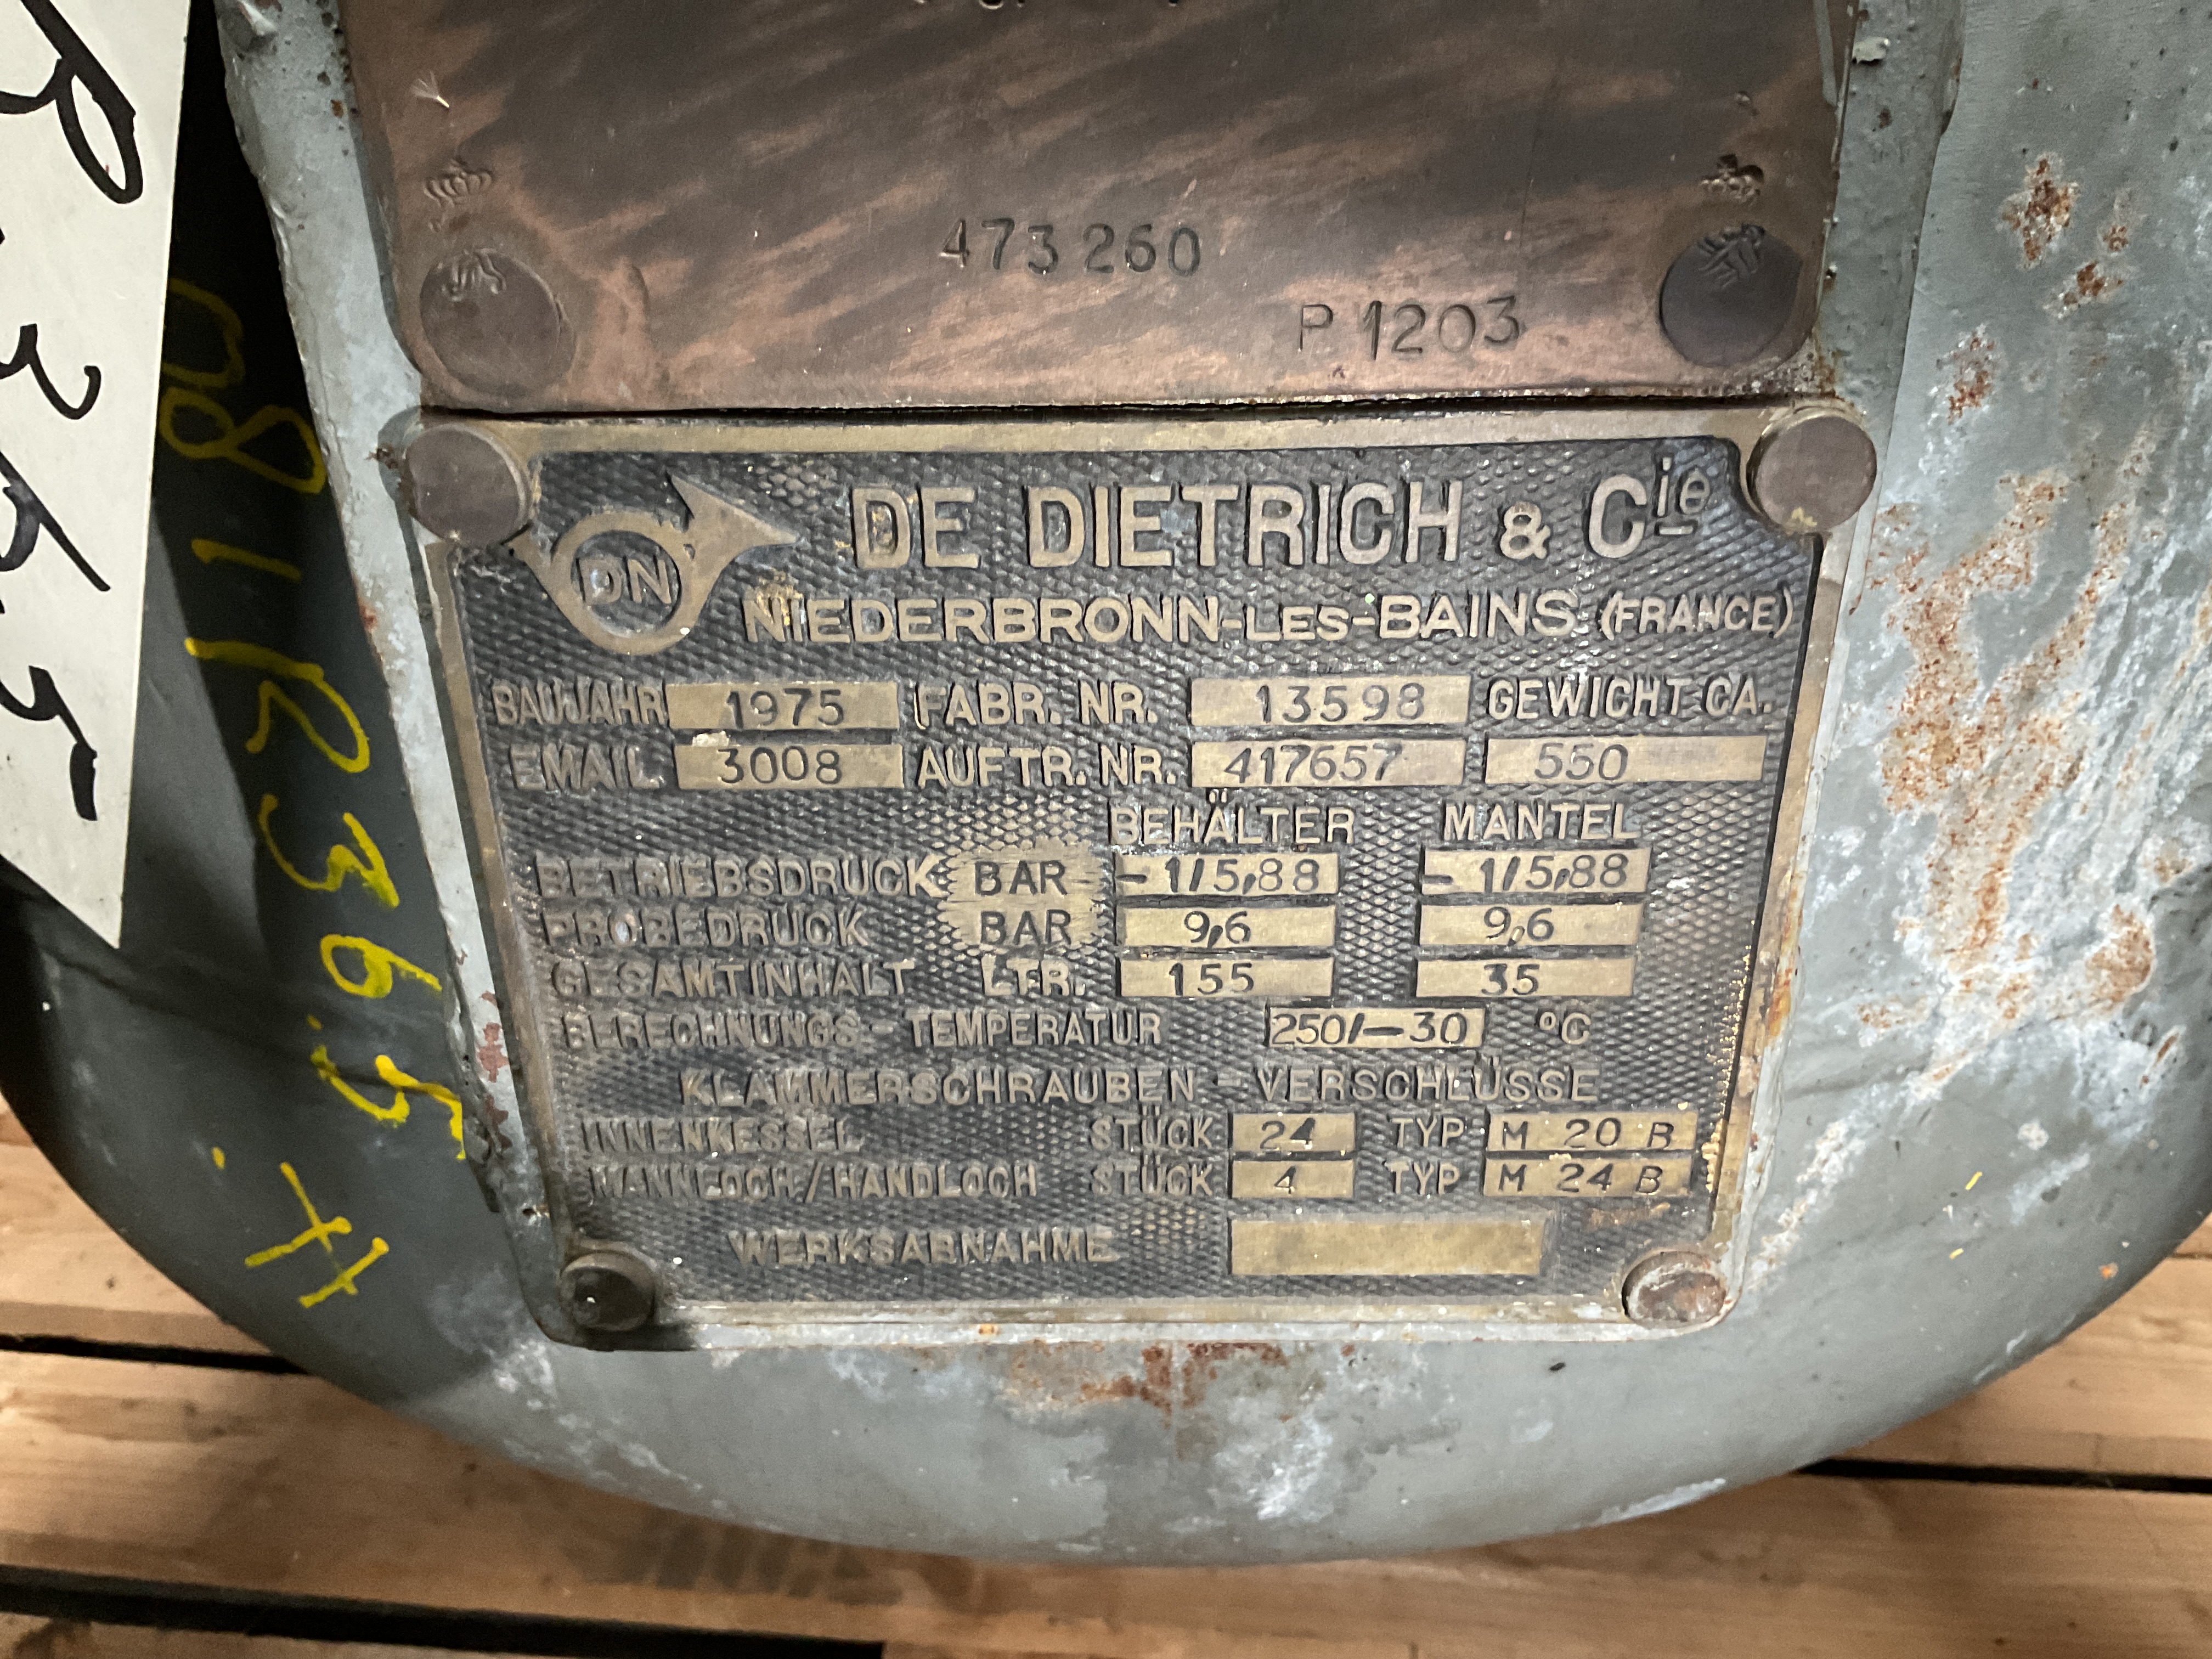 473 260
P 1203
DN
DE DIETRICH & Cie
NIEDERBRONN-LES-BAINS (FRANCE)
BAUJAHR 1975 FABR. NR. 13598 GEWICHT CA.
EMAIL 3008 AUFTR. NR. 417657 550
BEHÄLTER MANTEL
BETRIEBSDRUCK BAR -1/5,88 -1/5,88
PROBEDRUCK BAR 9,6 9,6
GESAMTINHALT LTR. 155 35
BERECHNUNGS-TEMPERATUR 250/-30 °C
KLAMMERSCHRAUBEN-VERSCHLÜSSE
INNENKESSEL STÜCK 24 TYP M 20 B
MANNLOCH/HANDLOCH STÜCK 4 TYP M 24 B
WERKSABNAHME
081R365.A